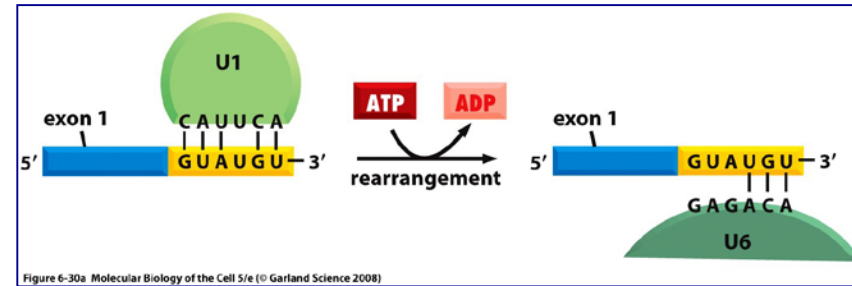 U1
C A U U C A
exon 1
5′
G U A U G U
3′
ATP
ADP
rearrangement
exon 1
5′
G U A U G U
3′
G A G A C A
U6
Figure 6-30a Molecular Biology of the Cell 5/e (© Garland Science 2008)